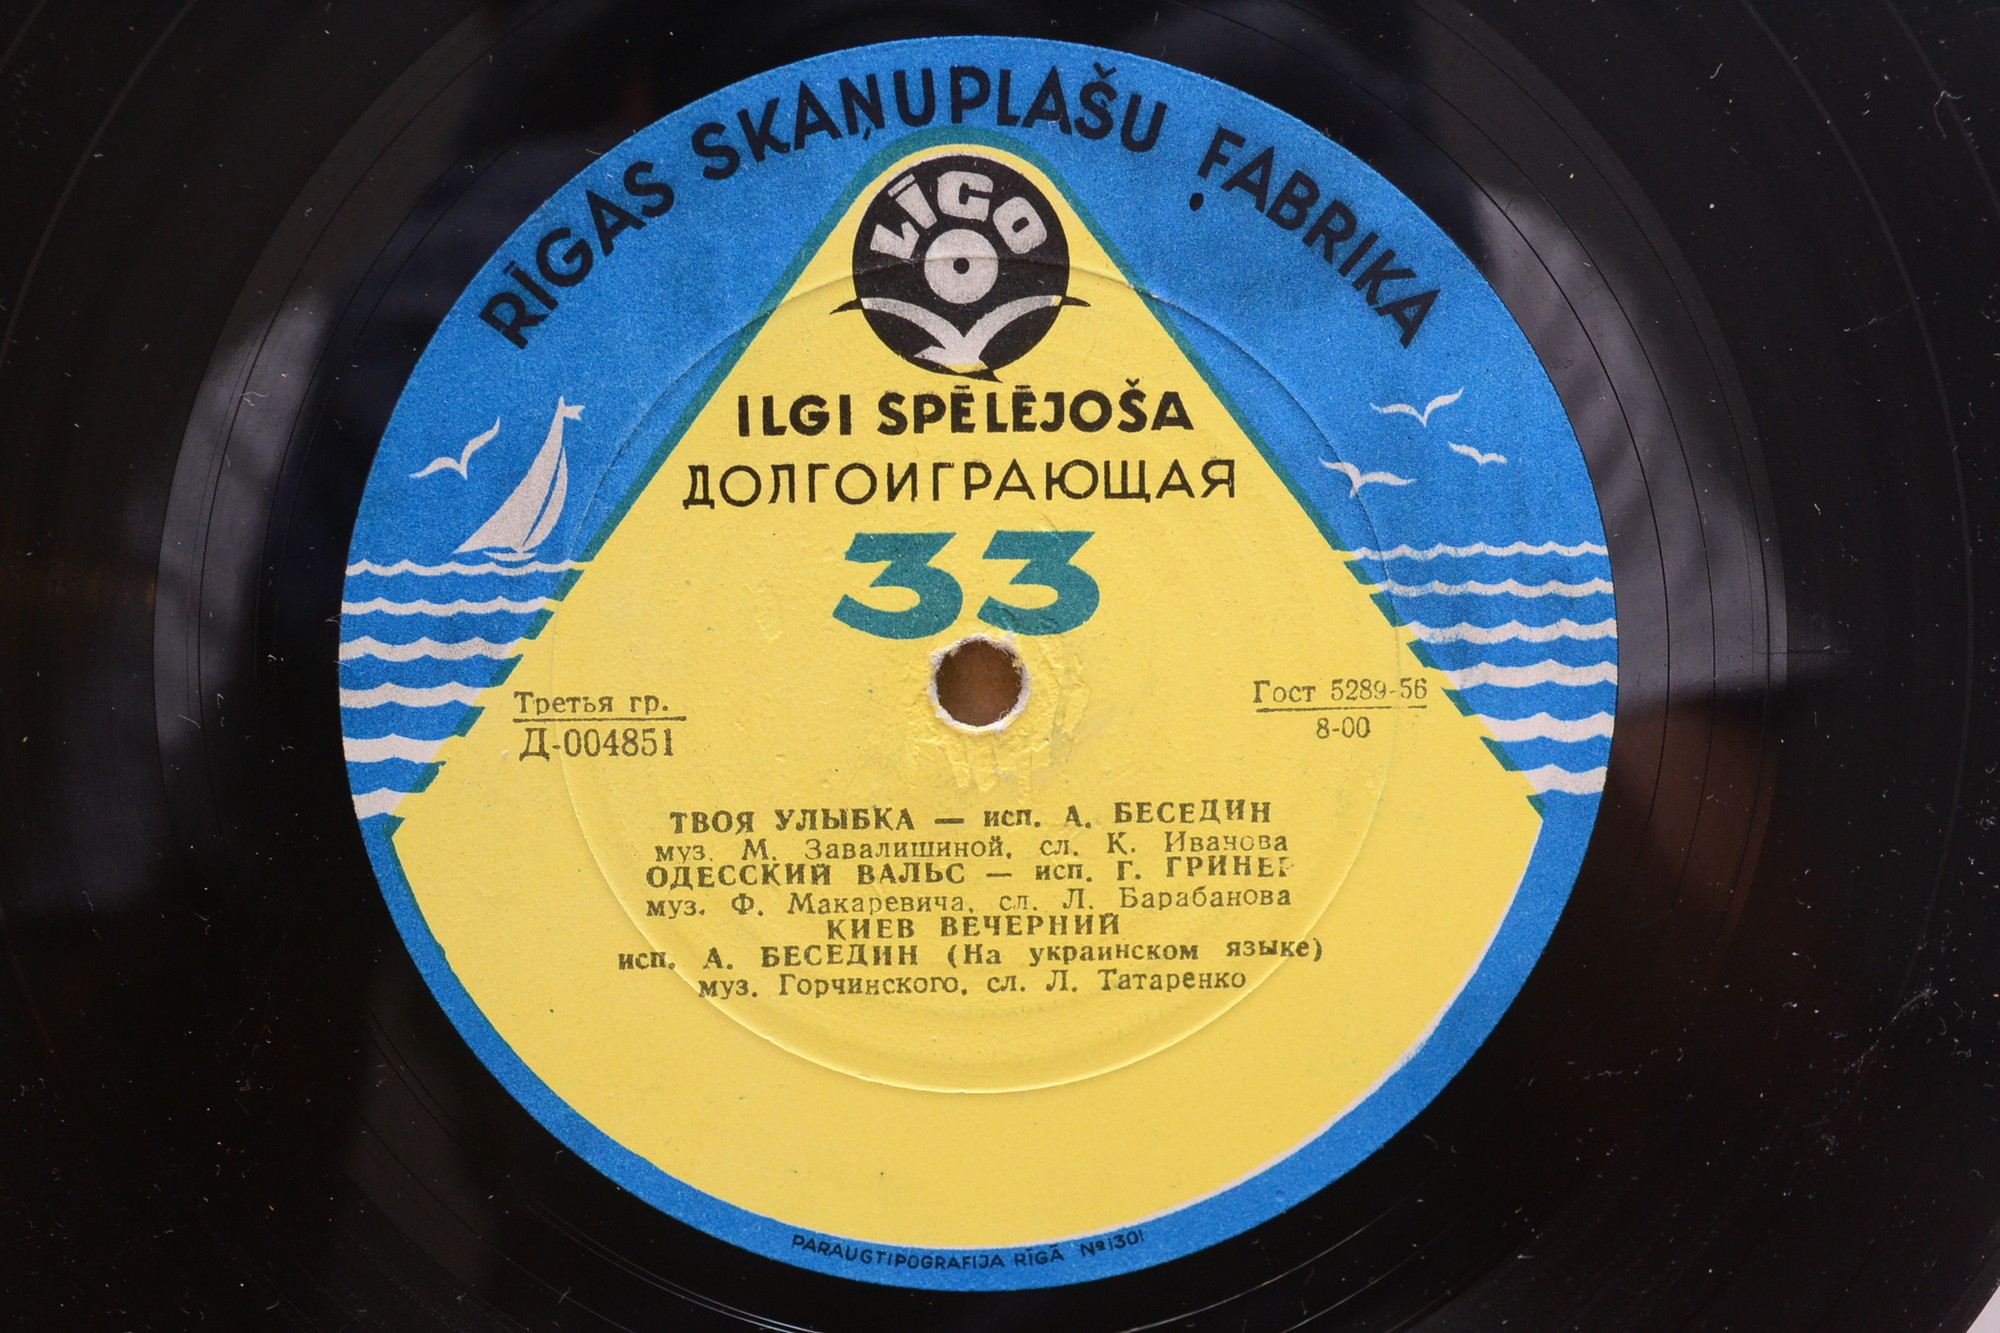 RĪGAS SKAŅUPLAŠU FABRIKA
LĪGO
ILGI SPĒLĒJOŠA
ДОЛГОИГРАЮЩАЯ
33
Третья гр.
Д-004851
Гост 5289-56
8-00
ТВОЯ УЛЫБКА — исп. А. БЕСЕДИН
муз. М. Завалишиной, сл. К. Иванова
ОДЕССКИЙ ВАЛЬС — исп. Г. ГРИНЕР
муз. Ф. Макаревича, сл. Л. Барабанова
КИЕВ ВЕЧЕРНИЙ
исп. А. БЕСЕДИН (На украинском языке)
муз. Горчинского, сл. Л. Татаренко
PARAUGTIPOGRAFIJA RĪGĀ №1301